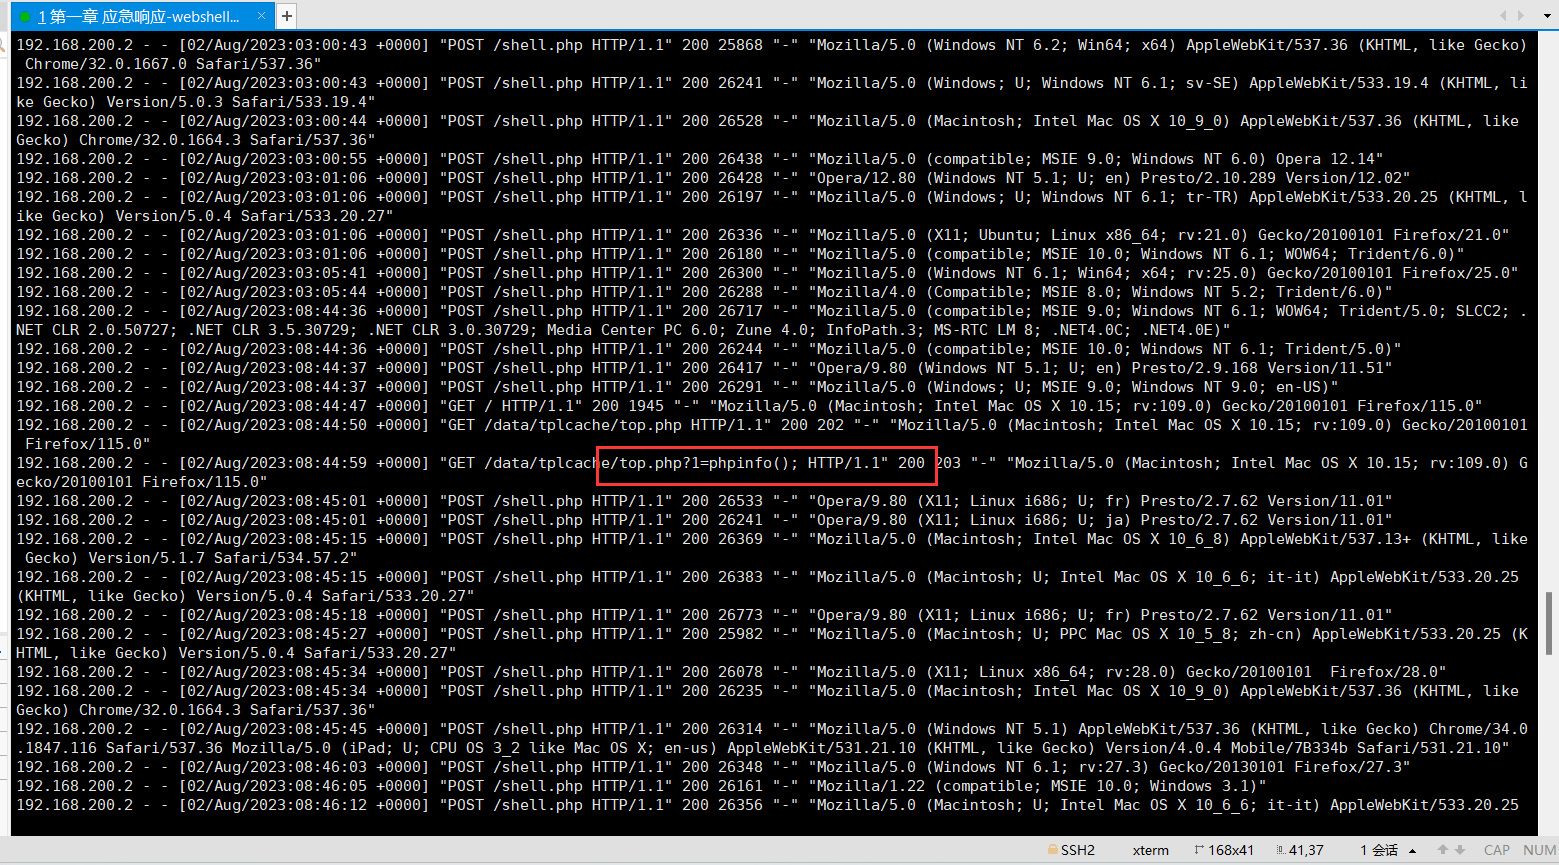 1 第一章 应急响应-webshell... × +
192.168.200.2 - - [02/Aug/2023:03:00:43 +0000] "POST /shell.php HTTP/1.1" 200 25868 "-" "Mozilla/5.0 (Windows NT 6.2; Win64; x64) AppleWebKit/537.36 (KHTML, like Gecko)
Chrome/32.0.1667.0 Safari/537.36"
192.168.200.2 - - [02/Aug/2023:03:00:43 +0000] "POST /shell.php HTTP/1.1" 200 26241 "-" "Mozilla/5.0 (Windows; U; Windows NT 6.1; sv-SE) AppleWebKit/533.19.4 (KHTML, li
ke Gecko) Version/5.0.3 Safari/533.19.4"
192.168.200.2 - - [02/Aug/2023:03:00:44 +0000] "POST /shell.php HTTP/1.1" 200 26528 "-" "Mozilla/5.0 (Macintosh; Intel Mac OS X 10_9_0) AppleWebKit/537.36 (KHTML, like
Gecko) Chrome/32.0.1664.3 Safari/537.36"
192.168.200.2 - - [02/Aug/2023:03:00:55 +0000] "POST /shell.php HTTP/1.1" 200 26438 "-" "Mozilla/5.0 (compatible; MSIE 9.0; Windows NT 6.0) Opera 12.14"
192.168.200.2 - - [02/Aug/2023:03:01:06 +0000] "POST /shell.php HTTP/1.1" 200 26428 "-" "Opera/12.80 (Windows NT 5.1; U; en) Presto/2.10.289 Version/12.02"
192.168.200.2 - - [02/Aug/2023:03:01:06 +0000] "POST /shell.php HTTP/1.1" 200 26197 "-" "Mozilla/5.0 (Windows; U; Windows NT 6.1; tr-TR) AppleWebKit/533.20.25 (KHTML, l
ike Gecko) Version/5.0.4 Safari/533.20.27"
192.168.200.2 - - [02/Aug/2023:03:01:06 +0000] "POST /shell.php HTTP/1.1" 200 26336 "-" "Mozilla/5.0 (X11; Ubuntu; Linux x86_64; rv:21.0) Gecko/20100101 Firefox/21.0"
192.168.200.2 - - [02/Aug/2023:03:01:06 +0000] "POST /shell.php HTTP/1.1" 200 26180 "-" "Mozilla/5.0 (compatible; MSIE 10.0; Windows NT 6.1; WOW64; Trident/6.0)"
192.168.200.2 - - [02/Aug/2023:03:05:41 +0000] "POST /shell.php HTTP/1.1" 200 26300 "-" "Mozilla/5.0 (Windows NT 6.1; Win64; x64; rv:25.0) Gecko/20100101 Firefox/25.0"
192.168.200.2 - - [02/Aug/2023:03:05:44 +0000] "POST /shell.php HTTP/1.1" 200 26288 "-" "Mozilla/4.0 (Compatible; MSIE 8.0; Windows NT 5.2; Trident/6.0)"
192.168.200.2 - - [02/Aug/2023:08:44:36 +0000] "POST /shell.php HTTP/1.1" 200 26717 "-" "Mozilla/5.0 (compatible; MSIE 9.0; Windows NT 6.1; WOW64; Trident/5.0; SLCC2; .
NET CLR 2.0.50727; .NET CLR 3.5.30729; .NET CLR 3.0.30729; Media Center PC 6.0; Zune 4.0; InfoPath.3; MS-RTC LM 8; .NET4.0C; .NET4.0E)"
192.168.200.2 - - [02/Aug/2023:08:44:36 +0000] "POST /shell.php HTTP/1.1" 200 26244 "-" "Mozilla/5.0 (compatible; MSIE 10.0; Windows NT 6.1; Trident/5.0)"
192.168.200.2 - - [02/Aug/2023:08:44:37 +0000] "POST /shell.php HTTP/1.1" 200 26417 "-" "Opera/9.80 (Windows NT 5.1; U; en) Presto/2.9.168 Version/11.51"
192.168.200.2 - - [02/Aug/2023:08:44:37 +0000] "POST /shell.php HTTP/1.1" 200 26291 "-" "Mozilla/5.0 (Windows; U; MSIE 9.0; Windows NT 9.0; en-US)"
192.168.200.2 - - [02/Aug/2023:08:44:47 +0000] "GET / HTTP/1.1" 200 1945 "-" "Mozilla/5.0 (Macintosh; Intel Mac OS X 10.15; rv:109.0) Gecko/20100101 Firefox/115.0"
192.168.200.2 - - [02/Aug/2023:08:44:50 +0000] "GET /data/tplcache/top.php HTTP/1.1" 200 202 "-" "Mozilla/5.0 (Macintosh; Intel Mac OS X 10.15; rv:109.0) Gecko/20100101
Firefox/115.0"
192.168.200.2 - - [02/Aug/2023:08:44:59 +0000] "GET /data/tplcache/top.php?1=phpinfo(); HTTP/1.1" 200 203 "-" "Mozilla/5.0 (Macintosh; Intel Mac OS X 10.15; rv:109.0) G
ecko/20100101 Firefox/115.0"
192.168.200.2 - - [02/Aug/2023:08:45:01 +0000] "POST /shell.php HTTP/1.1" 200 26533 "-" "Opera/9.80 (X11; Linux i686; U; fr) Presto/2.7.62 Version/11.01"
192.168.200.2 - - [02/Aug/2023:08:45:01 +0000] "POST /shell.php HTTP/1.1" 200 26241 "-" "Opera/9.80 (X11; Linux i686; U; ja) Presto/2.7.62 Version/11.01"
192.168.200.2 - - [02/Aug/2023:08:45:15 +0000] "POST /shell.php HTTP/1.1" 200 26369 "-" "Mozilla/5.0 (Macintosh; Intel Mac OS X 10_6_8) AppleWebKit/537.13+ (KHTML, like
Gecko) Version/5.1.7 Safari/534.57.2"
192.168.200.2 - - [02/Aug/2023:08:45:15 +0000] "POST /shell.php HTTP/1.1" 200 26383 "-" "Mozilla/5.0 (Macintosh; U; Intel Mac OS X 10_6_6; it-it) AppleWebKit/533.20.25
(KHTML, like Gecko) Version/5.0.4 Safari/533.20.27"
192.168.200.2 - - [02/Aug/2023:08:45:18 +0000] "POST /shell.php HTTP/1.1" 200 26773 "-" "Opera/9.80 (X11; Linux i686; U; fr) Presto/2.7.62 Version/11.01"
192.168.200.2 - - [02/Aug/2023:08:45:27 +0000] "POST /shell.php HTTP/1.1" 200 25982 "-" "Mozilla/5.0 (Macintosh; U; PPC Mac OS X 10_5_8; zh-cn) AppleWebKit/533.20.25 (K
HTML, like Gecko) Version/5.0.4 Safari/533.20.27"
192.168.200.2 - - [02/Aug/2023:08:45:34 +0000] "POST /shell.php HTTP/1.1" 200 26078 "-" "Mozilla/5.0 (X11; Linux x86_64; rv:28.0) Gecko/20100101  Firefox/28.0"
192.168.200.2 - - [02/Aug/2023:08:45:34 +0000] "POST /shell.php HTTP/1.1" 200 26235 "-" "Mozilla/5.0 (Macintosh; Intel Mac OS X 10_9_0) AppleWebKit/537.36 (KHTML, like
Gecko) Chrome/32.0.1664.3 Safari/537.36"
192.168.200.2 - - [02/Aug/2023:08:45:45 +0000] "POST /shell.php HTTP/1.1" 200 26314 "-" "Mozilla/5.0 (Windows NT 5.1) AppleWebKit/537.36 (KHTML, like Gecko) Chrome/34.0
.1847.116 Safari/537.36 Mozilla/5.0 (iPad; U; CPU OS 3_2 like Mac OS X; en-us) AppleWebKit/531.21.10 (KHTML, like Gecko) Version/4.0.4 Mobile/7B334b Safari/531.21.10"
192.168.200.2 - - [02/Aug/2023:08:46:03 +0000] "POST /shell.php HTTP/1.1" 200 26348 "-" "Mozilla/5.0 (Windows NT 6.1; rv:27.3) Gecko/20130101 Firefox/27.3"
192.168.200.2 - - [02/Aug/2023:08:46:05 +0000] "POST /shell.php HTTP/1.1" 200 26161 "-" "Mozilla/1.22 (compatible; MSIE 10.0; Windows 3.1)"
192.168.200.2 - - [02/Aug/2023:08:46:12 +0000] "POST /shell.php HTTP/1.1" 200 26356 "-" "Mozilla/5.0 (Macintosh; U; Intel Mac OS X 10_6_6; it-it) AppleWebKit/533.20.25
SSH2 xterm 168x41 41,37 1 会话 CAP NUM